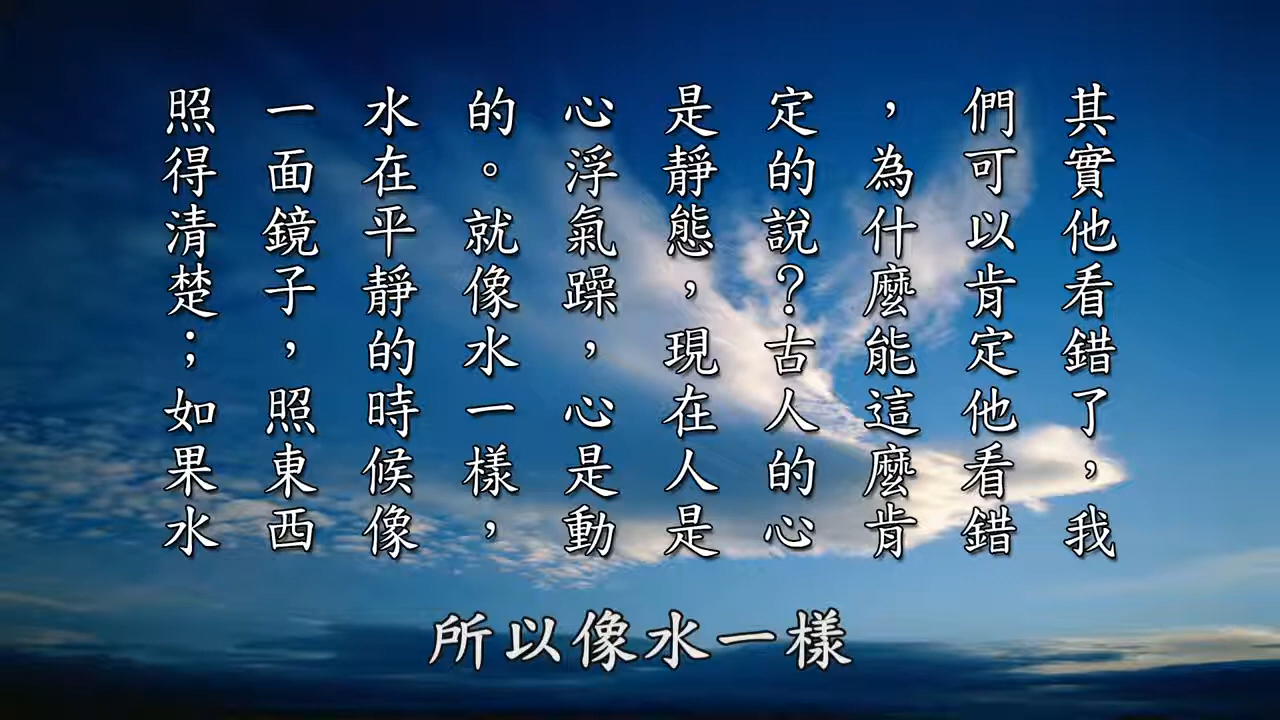 其實他看錯了，我
們可以肯定他看錯
，為什麼能這麼肯
定的說？古人的心
是靜態，現在人是
心浮氣躁，心是動
的。就像水一樣，
水在平靜的時候像
一面鏡子，照東西
照得清楚；如果水
所以像水一樣